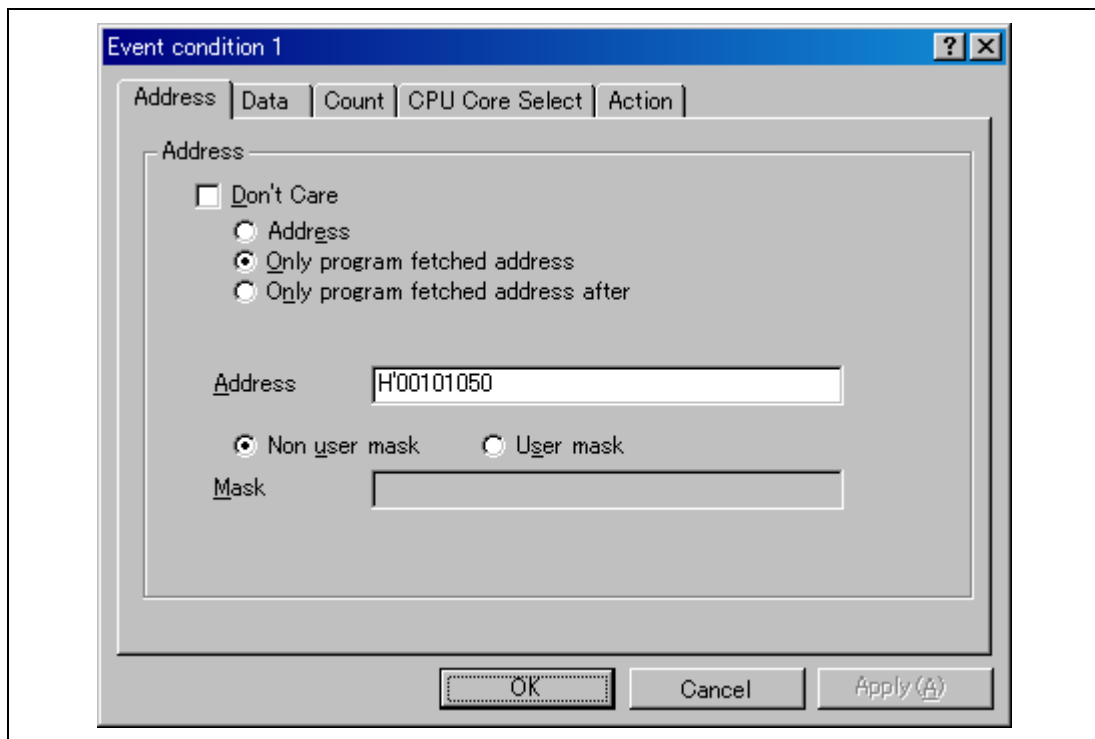 Event condition 1
Address Data Count CPU Core Select Action
Address
Don't Care
Address
Only program fetched address
Only program fetched address after
Address H'00101050
Non user mask User mask
Mask
OK Cancel Apply(A)